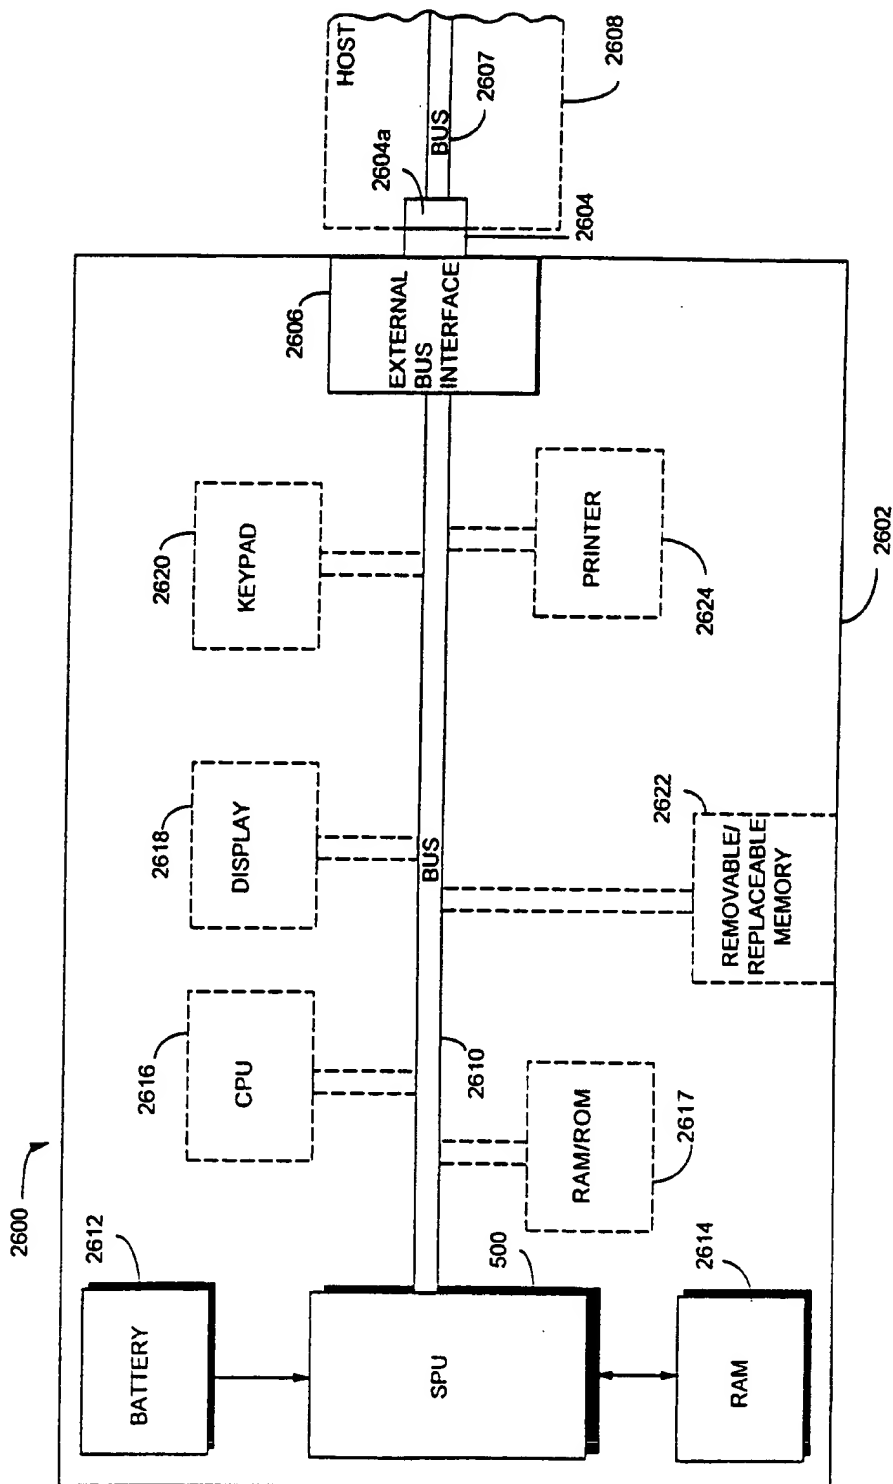 2600
BATTERY
2612
SPU
500
RAM
2614
CPU
2616
RAM/ROM
2617
2610
BUS
DISPLAY
2618
REMOVABLE/
REPLACEABLE
MEMORY
2622
KEYPAD
2620
PRINTER
2624
EXTERNAL
BUS
INTERFACE
2606
2602
2604
2604a
HOST
BUS
2607
2608